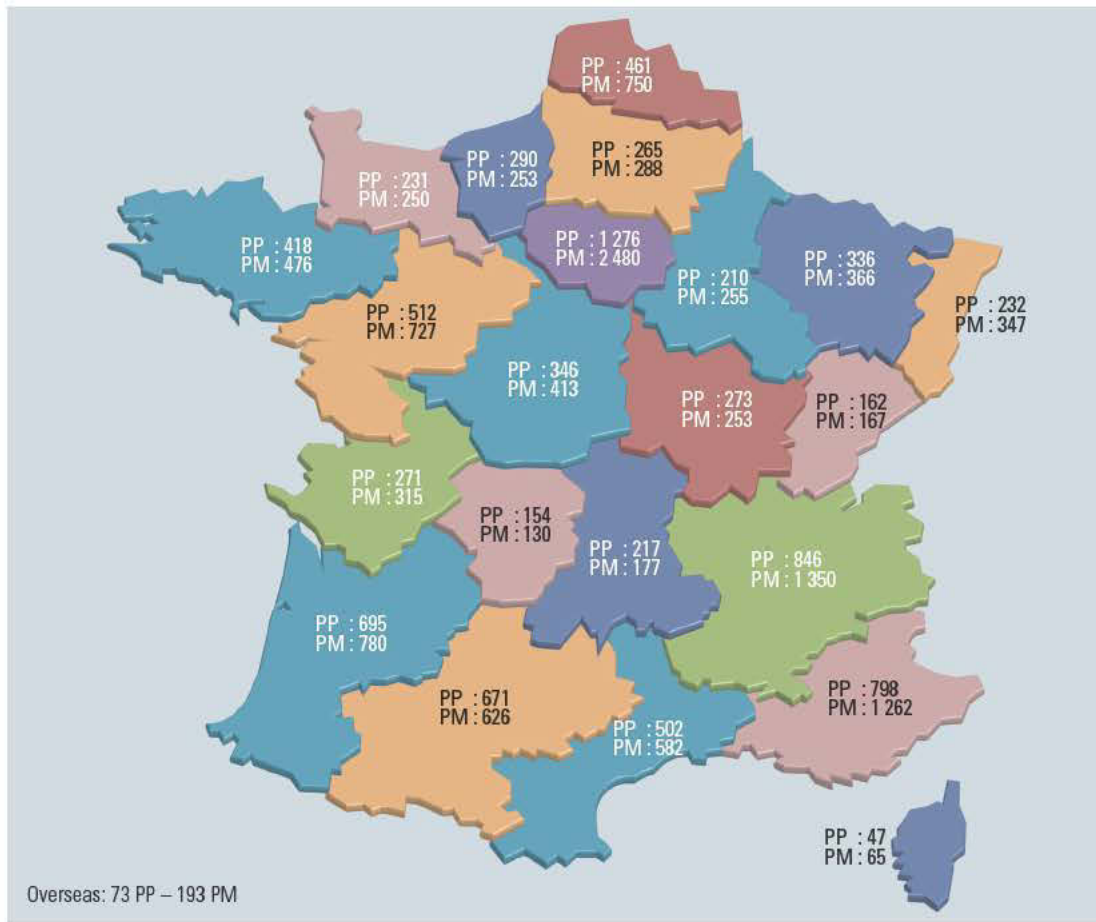 PP : 461
PM : 750
PP : 265
PM : 288
PP : 290
PM : 253
PP : 231
PM : 250
PP : 418
PM : 476
PP : 1 276
PM : 2 480
PP : 210
PM : 255
PP : 336
PM : 366
PP : 232
PM : 347
PP : 512
PM : 727
PP : 346
PM : 413
PP : 273
PM : 253
PP : 162
PM : 167
PP : 271
PM : 315
PP : 154
PM : 130
PP : 217
PM : 177
PP : 846
PM : 1 350
PP : 695
PM : 780
PP : 671
PM : 626
PP : 502
PM : 582
PP : 798
PM : 1 262
PP : 47
PM : 65
Overseas: 73 PP – 193 PM